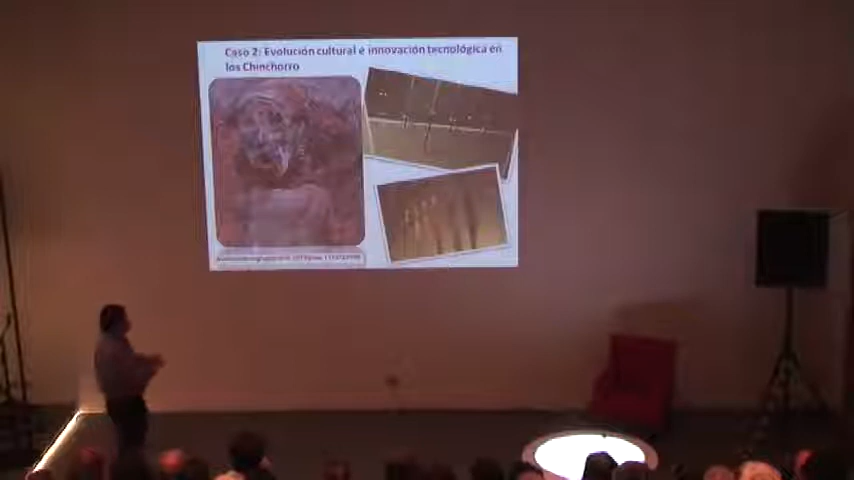 Caso 2: Evolución cultural e innovación tecnológica en
los Chinchorro